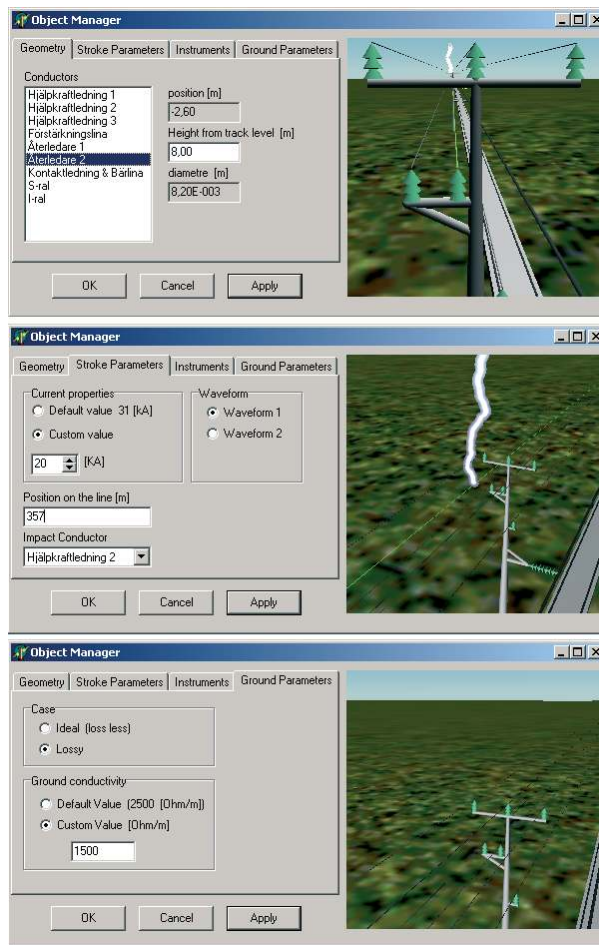 Object Manager
Geometry Stroke Parameters Instruments Ground Parameters
Conductors
Hjälpkraftledning 1
Hjälpkraftledning 2
Hjälpkraftledning 3
Förstärkningslina
Återledare 1
Återledare 2
Kontaktledning & Bärlina
S-ral
I-ral
position [m]
-2,60
Height from track level [m]
8,00
diametre [m]
8,20E-003
OK Cancel Apply
Object Manager
Geometry Stroke Parameters Instruments Ground Parameters
Current properties
Default value 31 [kA]
Custom value
20 [KA]
Waveform
Waveform 1
Waveform 2
Position on the line [m]
357
Impact Conductor
Hjälpkraftledning 2
OK Cancel Apply
Object Manager
Geometry Stroke Parameters Instruments Ground Parameters
Case
Ideal (loss less)
Lossy
Ground conductivity
Default Value (2500 [Ohm/m])
Custom Value [Ohm/m]
1500
OK Cancel Apply